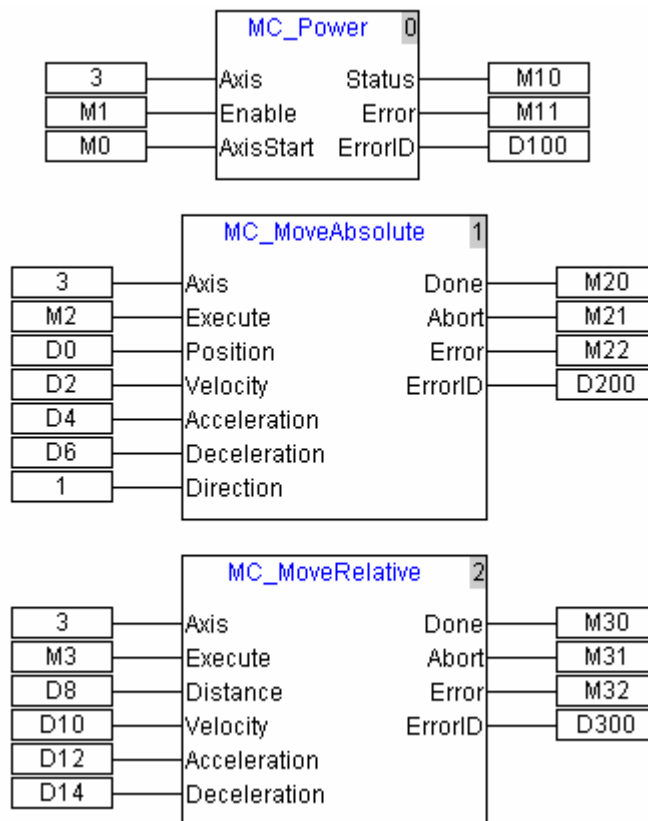 MC_Power 0
3 Axis Status M10
M1 Enable Error M11
M0 AxisStart ErrorID D100
MC_MoveAbsolute 1
3 Axis Done M20
M2 Execute Abort M21
D0 Position Error M22
D2 Velocity ErrorID D200
D4 Acceleration
D6 Deceleration
1 Direction
MC_MoveRelative 2
3 Axis Done M30
M3 Execute Abort M31
D8 Distance Error M32
D10 Velocity ErrorID D300
D12 Acceleration
D14 Deceleration